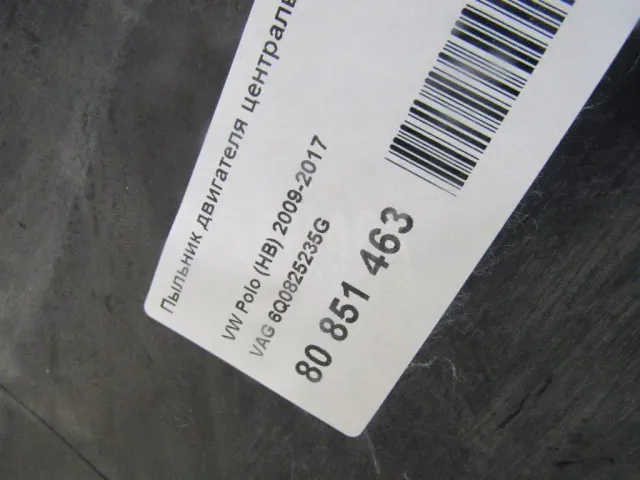 Пыльник двигателя централь
VW Polo (HB) 2009-2017
VAG 6Q0825235G
80 851 463